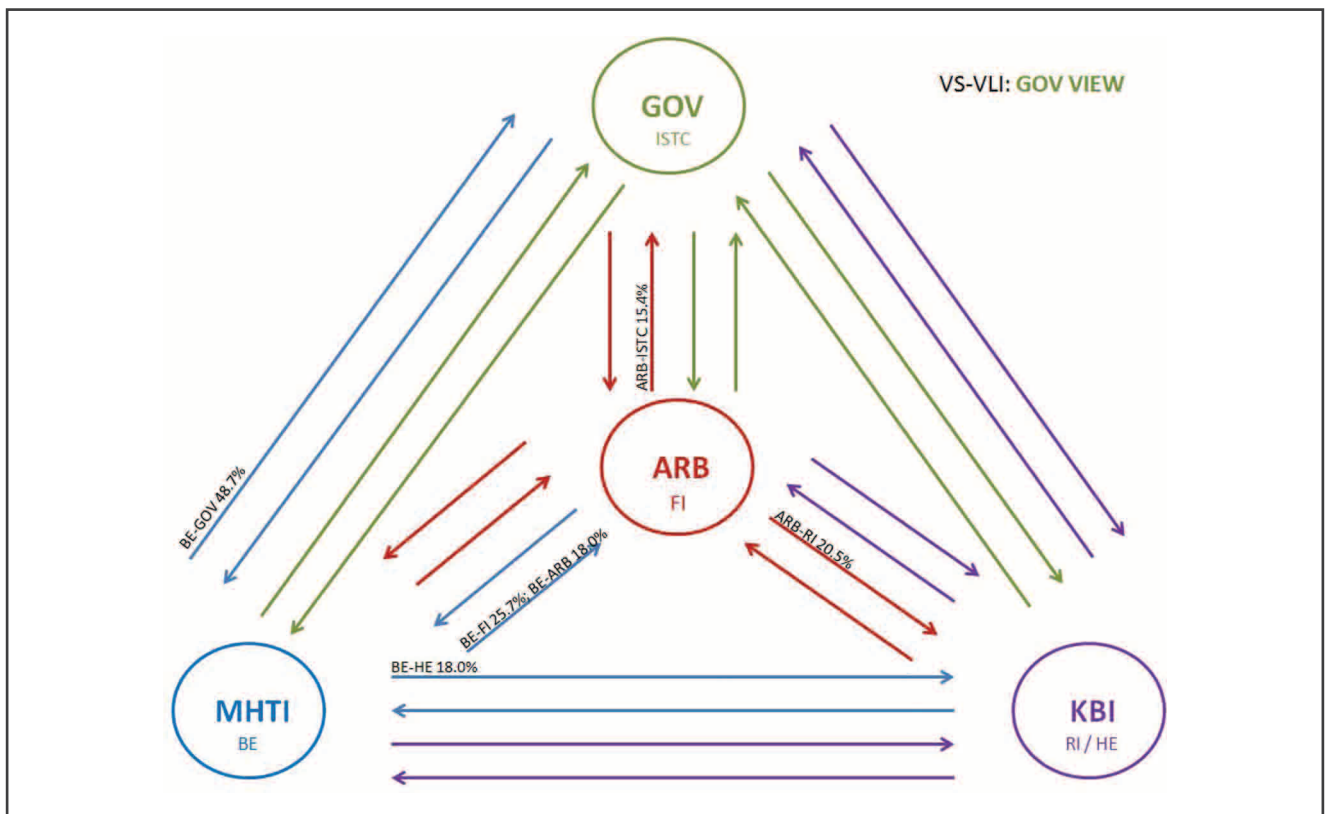 VS-VLI: GOV VIEW
GOV
ISTC
ARB-ISTC 15.4%
BE-GOV 48.7%
ARB
FI
ARB-RI 20.5%
BE-FI 25.7%; BE-ARB 18.0%
BE-HE 18.0%
MHTI
BE
KBI
RI / HE